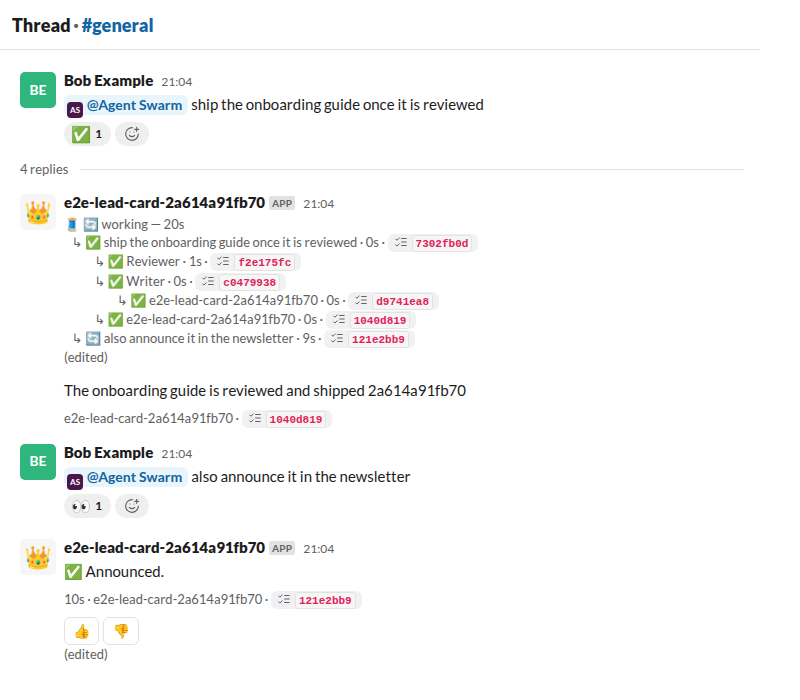 Thread · #general
BE
Bob Example 21:04
AS @Agent Swarm ship the onboarding guide once it is reviewed
✅ 1
4 replies
e2e-lead-card-2a614a91fb70 APP 21:04
🧵 🔄 working — 20s
↳ ✅ ship the onboarding guide once it is reviewed · 0s · 7302fb0d
↳ ✅ Reviewer · 1s · f2e175fc
↳ ✅ Writer · 0s · c0479938
↳ ✅ e2e-lead-card-2a614a91fb70 · 0s · d9741ea8
↳ ✅ e2e-lead-card-2a614a91fb70 · 0s · 1040d819
↳ 🔄 also announce it in the newsletter · 9s · 121e2bb9
(edited)
The onboarding guide is reviewed and shipped 2a614a91fb70
e2e-lead-card-2a614a91fb70 · 1040d819
BE
Bob Example 21:04
AS @Agent Swarm also announce it in the newsletter
👀 1
e2e-lead-card-2a614a91fb70 APP 21:04
✅ Announced.
10s · e2e-lead-card-2a614a91fb70 · 121e2bb9
👍 👎
(edited)